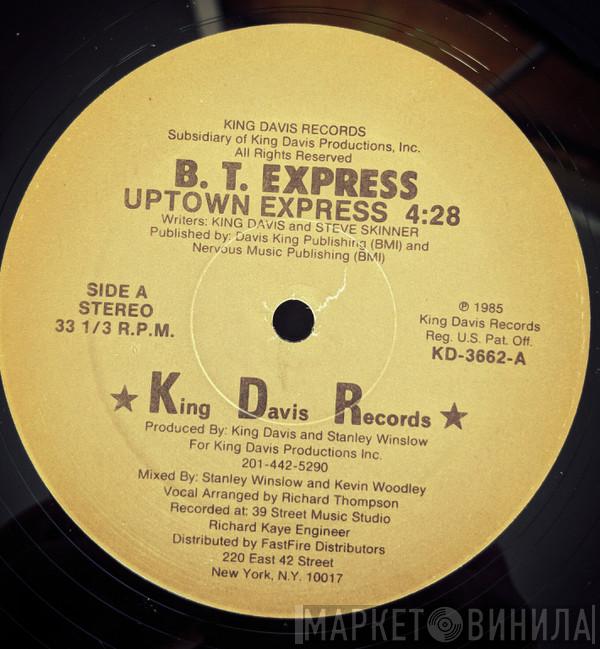 KING DAVIS RECORDS
Subsidiary of King Davis Productions, Inc.
All Rights Reserved
B. T. EXPRESS
UPTOWN EXPRESS 4:28
Writers: KING DAVIS and STEVE SKINNER
Published by: Davis King Publishing (BMI) and
Nervous Music Publishing (BMI)
SIDE A
STEREO
33 1/3 R.P.M.
℗ 1985
King Davis Records
Reg. U.S. Pat. Off.
KD-3662-A
★ King Davis Records ★
Produced By: King Davis and Stanley Winslow
For King Davis Productions Inc.
201-442-5290
Mixed By: Stanley Winslow and Kevin Woodley
Vocal Arranged by Richard Thompson
Recorded at: 39 Street Music Studio
Richard Kaye Engineer
Distributed by FastFire Distributors
220 East 42 Street
New York, N.Y. 10017
МАРКЕТ ВИНИЛА